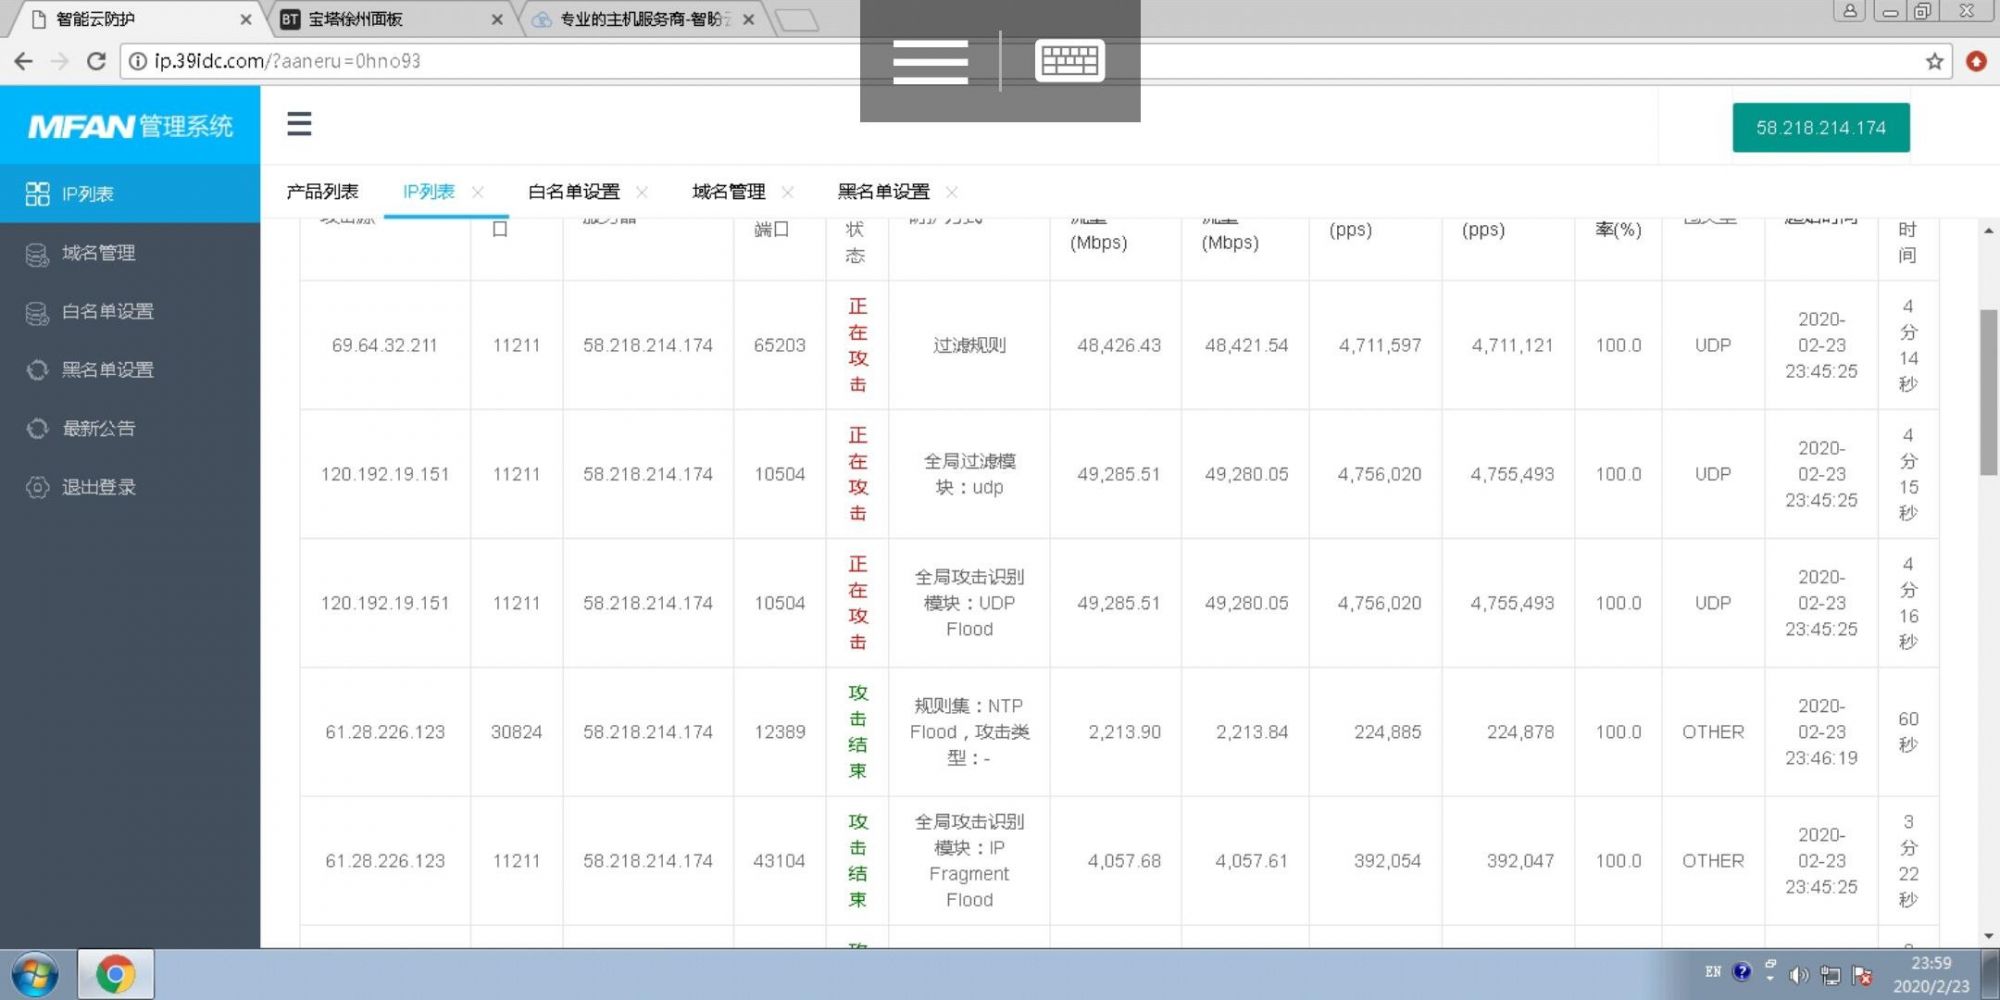 智能云防护
BT 宝塔徐州面板
专业的主机服务商-智盼
ip.39idc.com/?aaneru=0hno93
MFAN管理系统
58.218.214.174
IP列表
域名管理
白名单设置
黑名单设置
最新公告
退出登录
产品列表 IP列表 白名单设置 域名管理 黑名单设置
口 端口 状态 (Mbps) (Mbps) (pps) (pps) 率(%) 时间
69.64.32.211 11211 58.218.214.174 65203 正在攻击 过滤规则 48,426.43 48,421.54 4,711,597 4,711,121 100.0 UDP 2020-02-23 23:45:25 4分14秒
120.192.19.151 11211 58.218.214.174 10504 正在攻击 全局过滤模块：udp 49,285.51 49,280.05 4,756,020 4,755,493 100.0 UDP 2020-02-23 23:45:25 4分15秒
120.192.19.151 11211 58.218.214.174 10504 正在攻击 全局攻击识别模块：UDP Flood 49,285.51 49,280.05 4,756,020 4,755,493 100.0 UDP 2020-02-23 23:45:25 4分16秒
61.28.226.123 30824 58.218.214.174 12389 攻击结束 规则集：NTP Flood，攻击类型：- 2,213.90 2,213.84 224,885 224,878 100.0 OTHER 2020-02-23 23:46:19 60秒
61.28.226.123 11211 58.218.214.174 43104 攻击结束 全局攻击识别模块：IP Fragment Flood 4,057.68 4,057.61 392,054 392,047 100.0 OTHER 2020-02-23 23:45:25 3分22秒
EN
23:59
2020/2/23